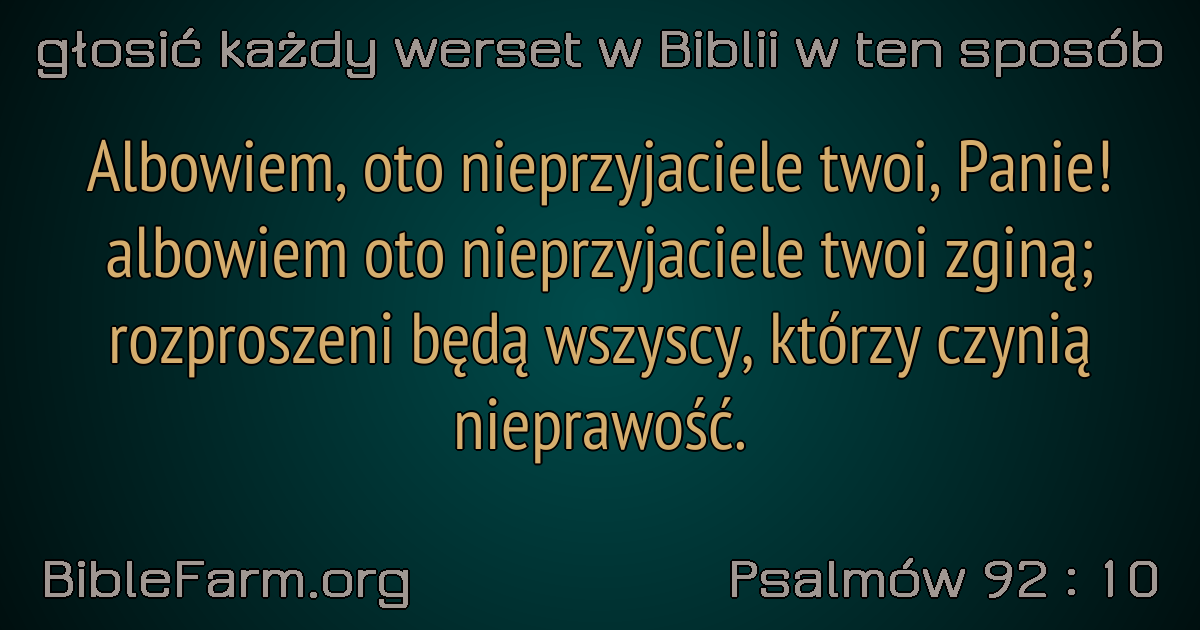 głosić każdy werset w Biblii w ten sposób
Albowiem, oto nieprzyjaciele twoi, Panie!
albowiem oto nieprzyjaciele twoi zginą;
rozproszeni będą wszyscy, którzy czynią
nieprawość.
BibleFarm.org
Psalmów 92 : 10